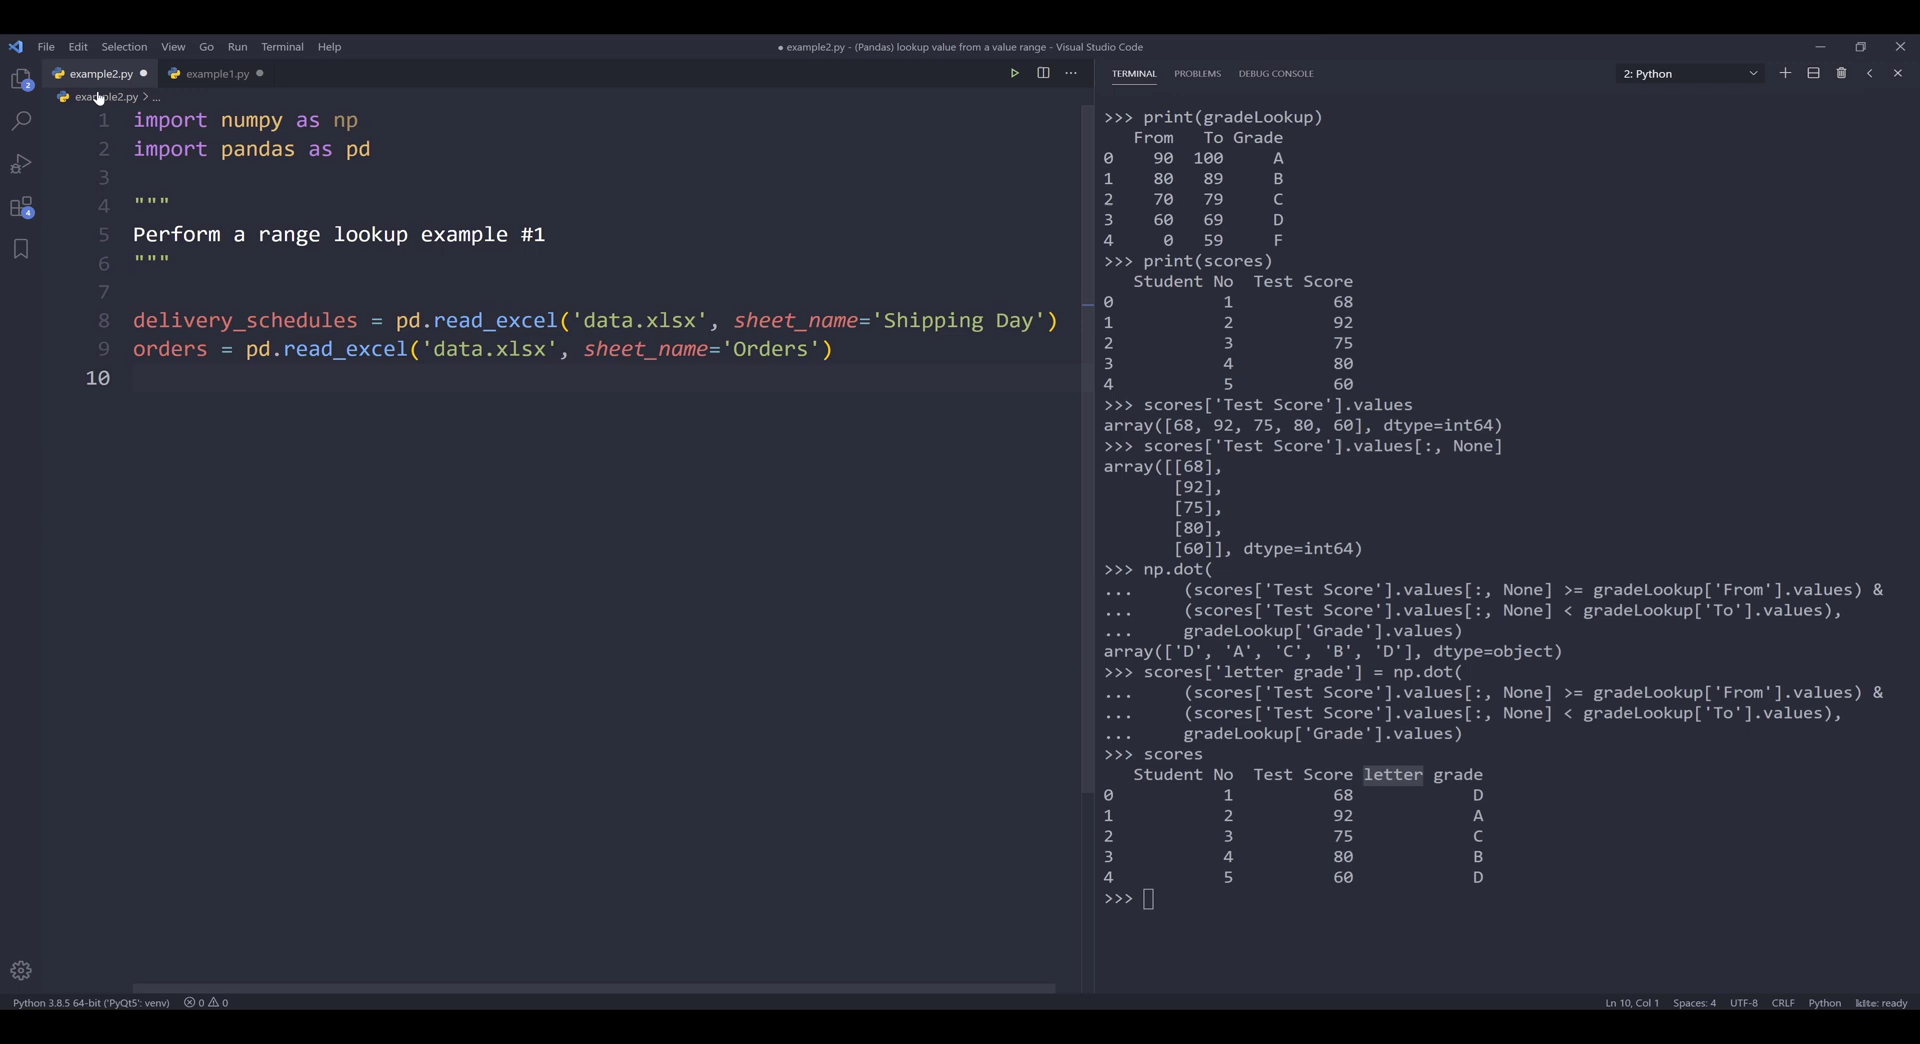 File Edit Selection View Go Run Terminal Help
● example2.py - (Pandas) lookup value from a value range - Visual Studio Code
example2.py
example1.py
example2.py > ...
1 import numpy as np
2 import pandas as pd
3
4 """
5 Perform a range lookup example #1
6 """
7
8 delivery_schedules = pd.read_excel('data.xlsx', sheet_name='Shipping Day')
9 orders = pd.read_excel('data.xlsx', sheet_name='Orders')
10
2
4
TERMINAL PROBLEMS DEBUG CONSOLE 2: Python
>>> print(gradeLookup)
From To Grade
0 90 100 A
1 80 89 B
2 70 79 C
3 60 69 D
4 0 59 F
>>> print(scores)
Student No Test Score
0 1 68
1 2 92
2 3 75
3 4 80
4 5 60
>>> scores['Test Score'].values
array([68, 92, 75, 80, 60], dtype=int64)
>>> scores['Test Score'].values[:, None]
array([[68],
[92],
[75],
[80],
[60]], dtype=int64)
>>> np.dot(
... (scores['Test Score'].values[:, None] >= gradeLookup['From'].values) &
... (scores['Test Score'].values[:, None] < gradeLookup['To'].values),
... gradeLookup['Grade'].values)
array(['D', 'A', 'C', 'B', 'D'], dtype=object)
>>> scores['letter grade'] = np.dot(
... (scores['Test Score'].values[:, None] >= gradeLookup['From'].values) &
... (scores['Test Score'].values[:, None] < gradeLookup['To'].values),
... gradeLookup['Grade'].values)
>>> scores
Student No Test Score letter grade
0 1 68 D
1 2 92 A
2 3 75 C
3 4 80 B
4 5 60 D
>>>
Python 3.8.5 64-bit ('PyQt5': venv) 0 0
Ln 10, Col 1 Spaces: 4 UTF-8 CRLF Python kite: ready